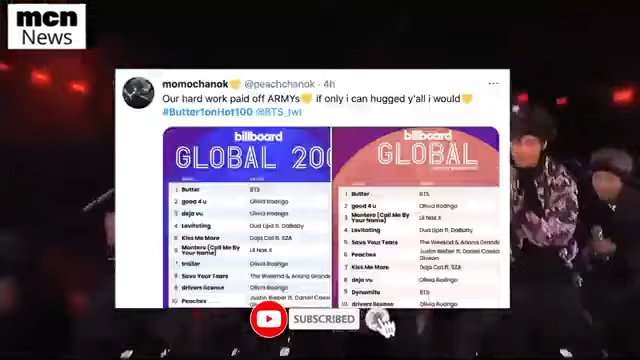 mcn
News
momochanok💛 @peachchanok · 4h
Our hard work paid off ARMYs💛 if only i can hugged y'all i would💛
#Butter1onHot100 @BTS_twt
billboard
GLOBAL 200
1 Butter BTS
2 good 4 u Olivia Rodrigo
3 deja vu Olivia Rodrigo
4 Levitating Dua Lipa ft. DaBaby
5 Kiss Me More Doja Cat ft. SZA
6 Montero (Call Me By Your Name) Lil Nas X
7 traitor Olivia Rodrigo
8 Save Your Tears The Weeknd & Ariana Grande
9 drivers license Olivia Rodrigo
10 Peaches Justin Bieber ft. Daniel Caesar
billboard
GLOBAL
1 Butter BTS
2 good 4 u Olivia Rodrigo
3 Montero (Call Me By Your Name) Lil Nas X
4 Levitating Dua Lipa ft. DaBaby
5 Save Your Tears The Weeknd & Ariana Grande
6 Peaches Justin Bieber ft. Daniel Caesar Giveon
7 Kiss Me More Doja Cat ft. SZA
8 deja vu Olivia Rodrigo
9 Dynamite BTS
10 drivers license Olivia Rodrigo
SUBSCRIBED